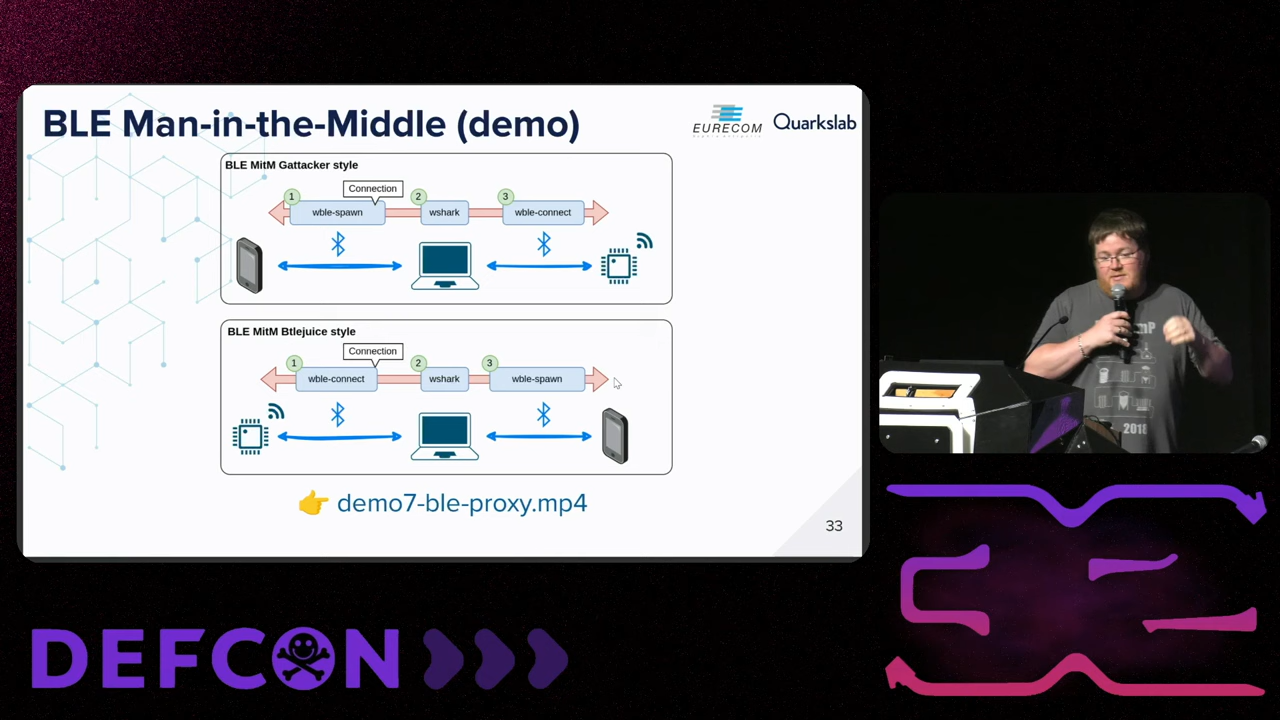 BLE Man-in-the-Middle (demo)
EURECOM
Quarkslab
BLE MitM Gattacker style
Connection
1
2
3
wble-spawn
wshark
wble-connect
BLE MitM Btlejuice style
Connection
1
2
3
wble-connect
wshark
wble-spawn
demo7-ble-proxy.mp4
33
2018
DEFCON